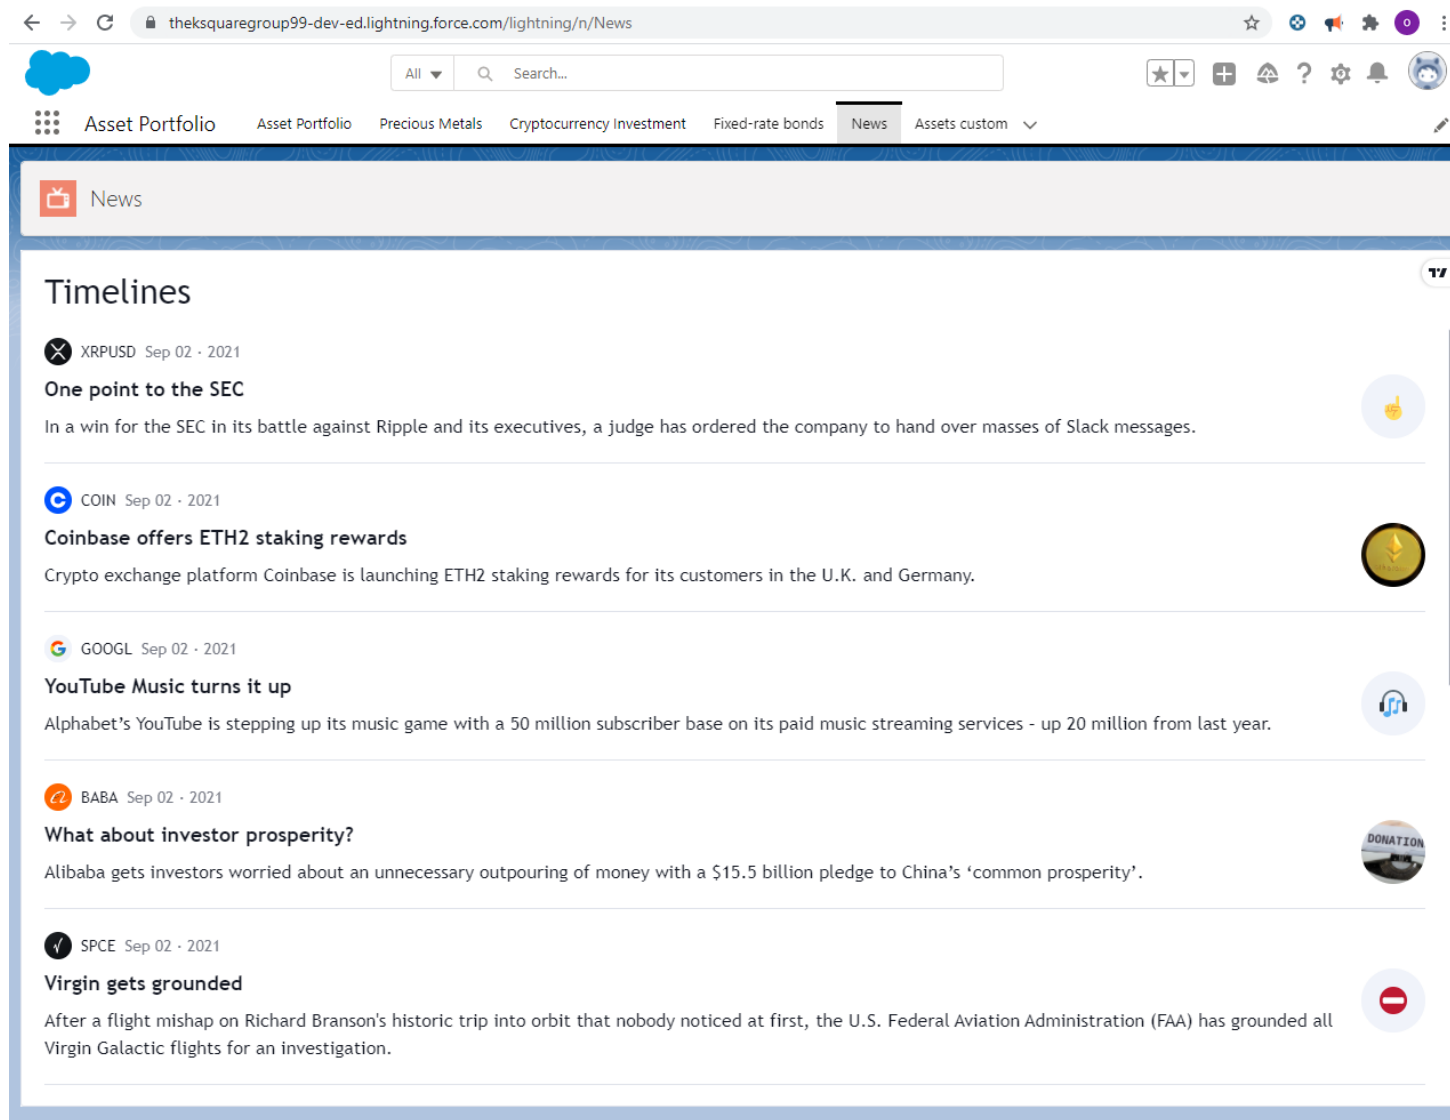 theksquaregroup99-dev-ed.lightning.force.com/lightning/n/News
O
All
Search...
Asset Portfolio
Asset Portfolio
Precious Metals
Cryptocurrency Investment
Fixed-rate bonds
News
Assets custom
News
Timelines
XRPUSD Sep 02 · 2021
One point to the SEC
In a win for the SEC in its battle against Ripple and its executives, a judge has ordered the company to hand over masses of Slack messages.
COIN Sep 02 · 2021
Coinbase offers ETH2 staking rewards
Crypto exchange platform Coinbase is launching ETH2 staking rewards for its customers in the U.K. and Germany.
GOOGL Sep 02 · 2021
YouTube Music turns it up
Alphabet’s YouTube is stepping up its music game with a 50 million subscriber base on its paid music streaming services - up 20 million from last year.
BABA Sep 02 · 2021
What about investor prosperity?
DONATION
Alibaba gets investors worried about an unnecessary outpouring of money with a $15.5 billion pledge to China’s ‘common prosperity’.
SPCE Sep 02 · 2021
Virgin gets grounded
After a flight mishap on Richard Branson's historic trip into orbit that nobody noticed at first, the U.S. Federal Aviation Administration (FAA) has grounded all
Virgin Galactic flights for an investigation.